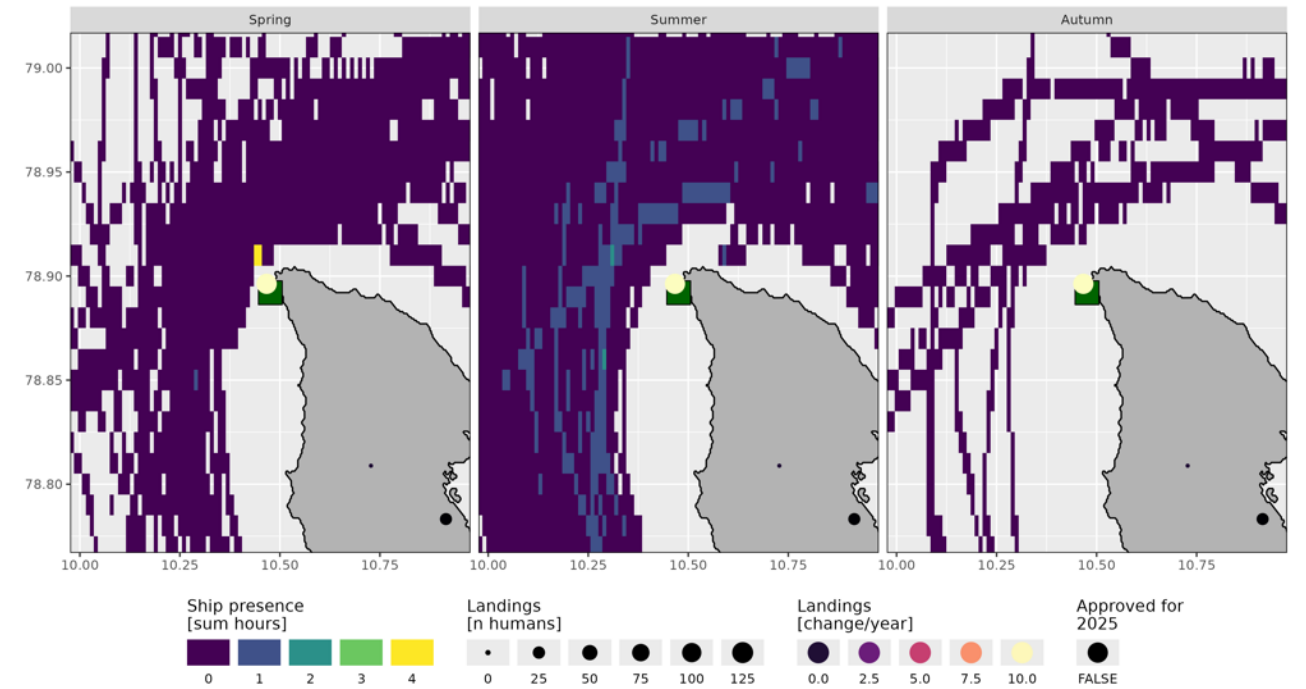 Spring Summer Autumn
79.00
78.95
78.90
78.85
78.80
10.00 10.25 10.50 10.75 10.00 10.25 10.50 10.75 10.00 10.25 10.50 10.75
Ship presence
[sum hours]
0 1 2 3 4
Landings
[n humans]
0 25 50 75 100 125
Landings
[change/year]
0.0 2.5 5.0 7.5 10.0
Approved for
2025
FALSE